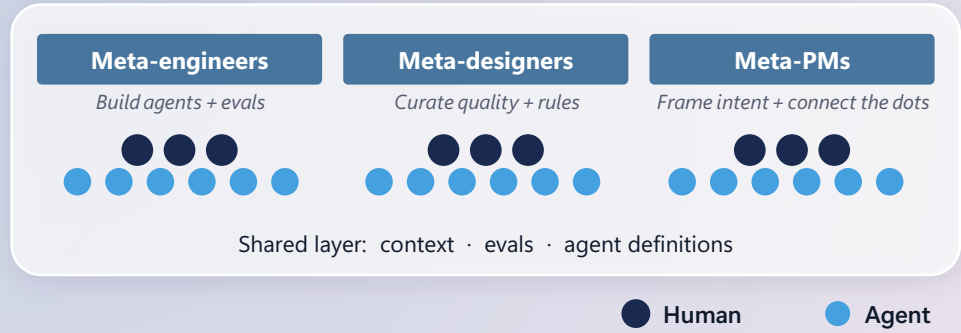 Meta-engineers
Build agents + evals
Meta-designers
Curate quality + rules
Meta-PMs
Frame intent + connect the dots
Shared layer: context · evals · agent definitions
Human
Agent